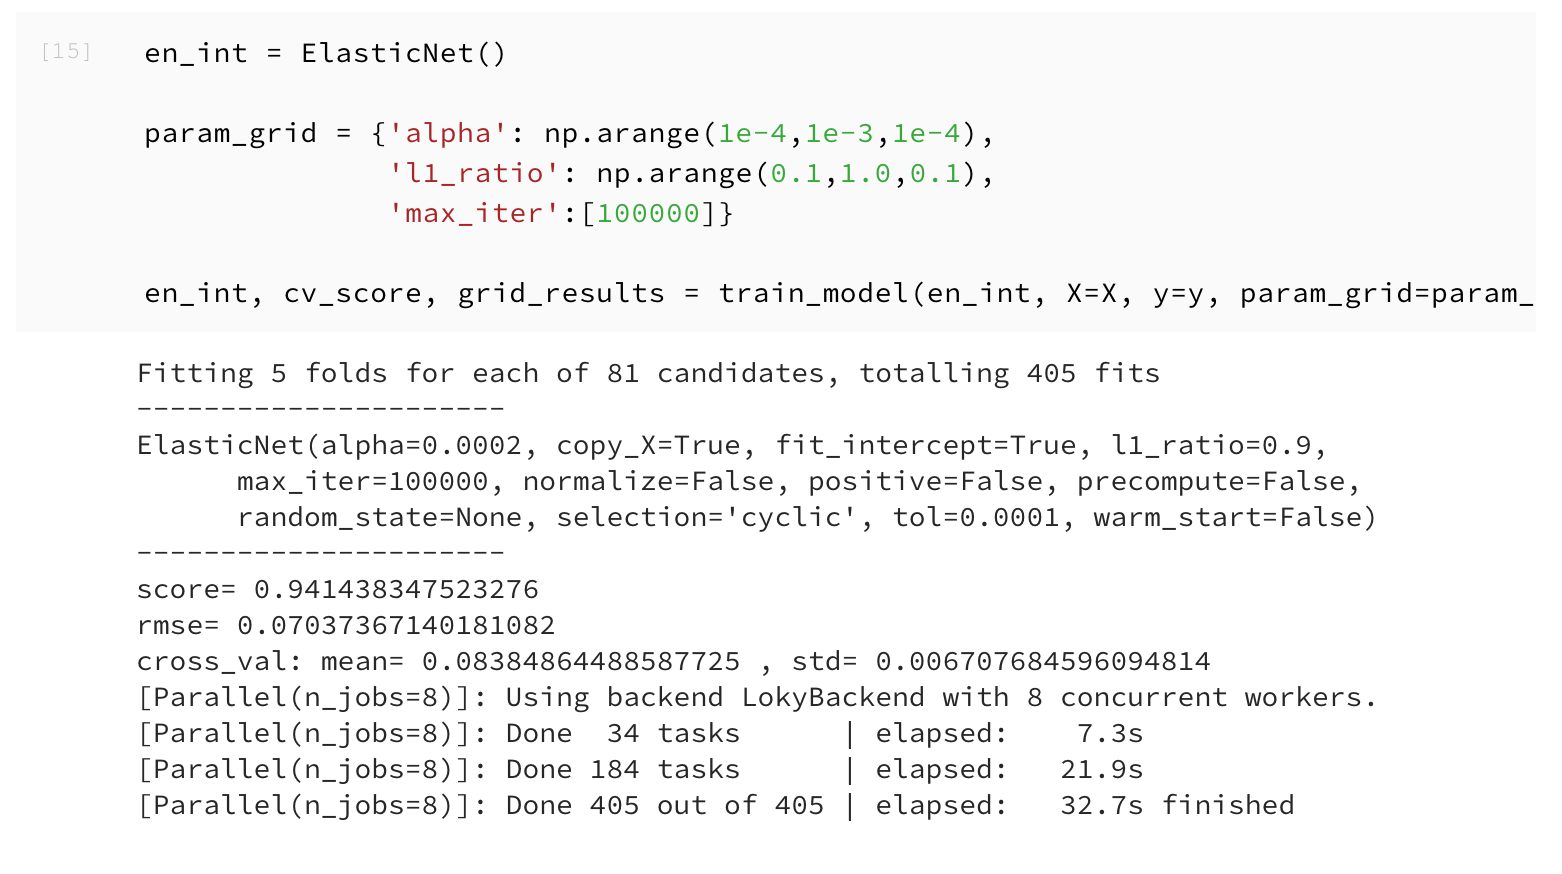 [15] en_int = ElasticNet()
param_grid = {'alpha': np.arange(1e-4,1e-3,1e-4),
'l1_ratio': np.arange(0.1,1.0,0.1),
'max_iter':[100000]}
en_int, cv_score, grid_results = train_model(en_int, X=X, y=y, param_grid=param_
Fitting 5 folds for each of 81 candidates, totalling 405 fits
----------------------
ElasticNet(alpha=0.0002, copy_X=True, fit_intercept=True, l1_ratio=0.9,
max_iter=100000, normalize=False, positive=False, precompute=False,
random_state=None, selection='cyclic', tol=0.0001, warm_start=False)
----------------------
score= 0.941438347523276
rmse= 0.07037367140181082
cross_val: mean= 0.08384864488587725 , std= 0.006707684596094814
[Parallel(n_jobs=8)]: Using backend LokyBackend with 8 concurrent workers.
[Parallel(n_jobs=8)]: Done  34 tasks      | elapsed:    7.3s
[Parallel(n_jobs=8)]: Done 184 tasks      | elapsed:   21.9s
[Parallel(n_jobs=8)]: Done 405 out of 405 | elapsed:   32.7s finished